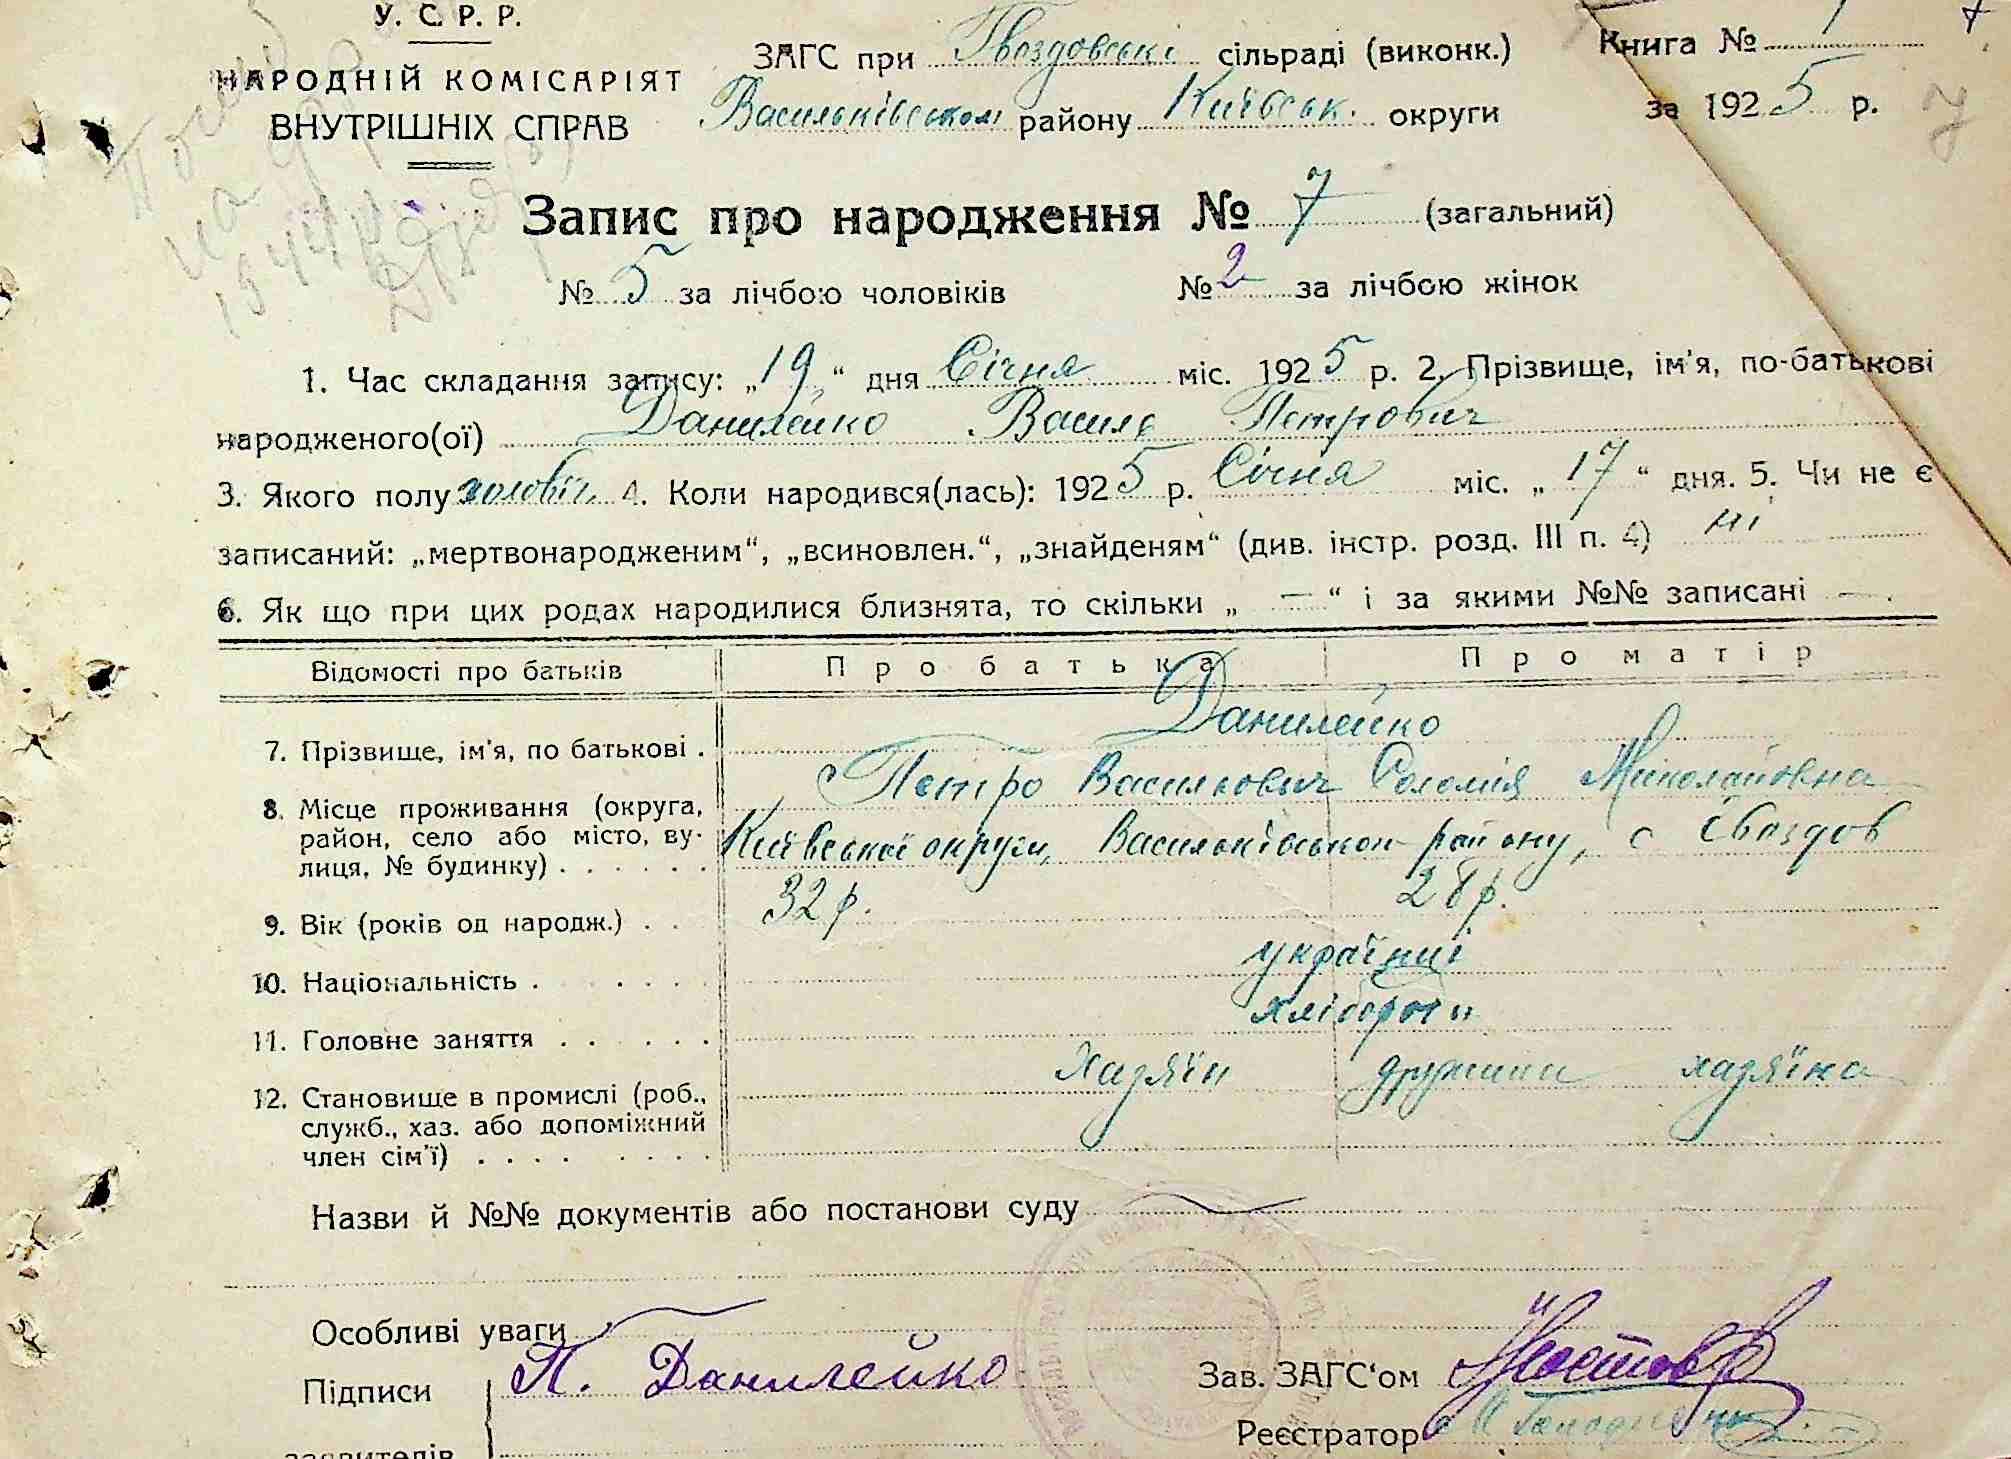 У. С. Р. Р.
НАРОДНІЙ КОМІСАРІЯТ
ВНУТРІШНІХ СПРАВ
ЗАГС при Гвоздовські сільраді (виконк.)
Васильківськом району Київськ. округи
Книга № 1
за 1925 р.
7
Запис про народження № 7 (загальний)
№ 5 за лічбою чоловіків № 2 за лічбою жінок
1. Час складання запису: „19“ дня Січня міс. 1925 р. 2. Прізвище, ім'я, по-батькові
народженого(ої) Данилейко Василь Петрович
3. Якого полу чоловіч. 4. Коли народився(лась): 1925 р. Січня міс. „17“ дня. 5. Чи не є
записаний: „мертвонародженим“, „всиновлен.“, „знайденям“ (див. інстр. розд. III п. 4) ні
6. Як що при цих родах народилися близнята, то скільки „ — “ і за якими №№ записані —.
Відомості про батьків Про батька Про матір
Данилейко
7. Прізвище, ім'я, по батькові . Петро Василювич Соломія Миколаївна
8. Місце проживання (округа, район, село або місто, вулиця, № будинку) . . . . . . Київської округи, Васильківськой району, с Гвоздов
9. Вік (років од народж.) . . 32 р. 28 р.
10. Національність . . . . . українці
11. Головне заняття . . . . . . хлібороби
12. Становище в промислі (роб., служб., хаз. або допоміжний член сім'ї) . . . . . . . . Хазяїн дружина хазяїна
Назви й №№ документів або постанови суду
Особливі уваги
Підписи П. Данилейко
Зав. ЗАГС'ом
заявителів
Реєстратор